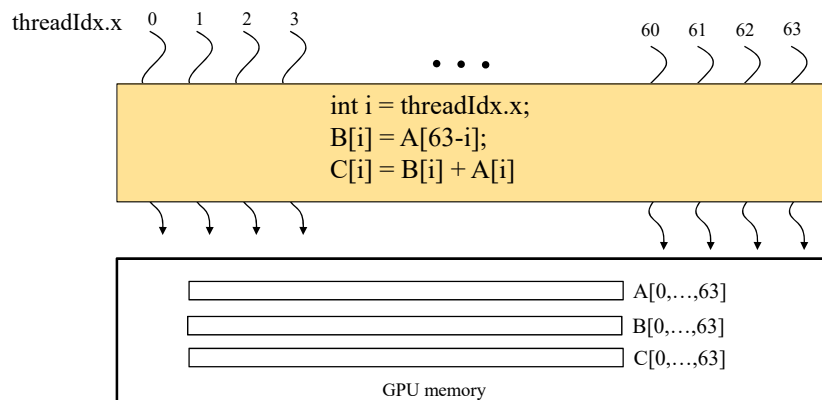 threadIdx.x 0 1 2 3 60 61 62 63
• • •
int i = threadIdx.x;
B[i] = A[63-i];
C[i] = B[i] + A[i]
A[0,…,63]
B[0,…,63]
C[0,…,63]
GPU memory